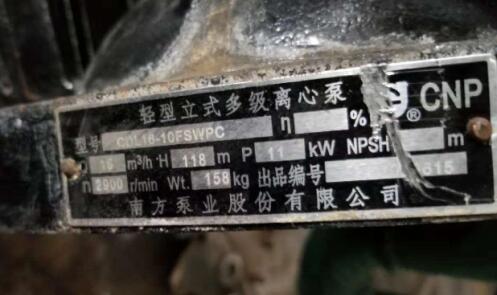 轻型立式多级离心泵
CNP
型号 CDL16-10FSWPC η %
Q 16 m³/h H 118 m P 11 kW NPSH m
n 2900 r/min Wt. 158 kg 出品编号 615
南方泵业股份有限公司